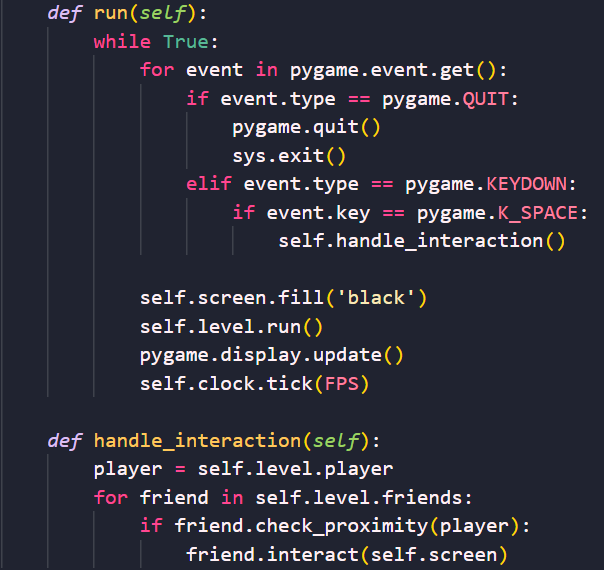 def run(self):
    while True:
        for event in pygame.event.get():
            if event.type == pygame.QUIT:
                pygame.quit()
                sys.exit()
            elif event.type == pygame.KEYDOWN:
                if event.key == pygame.K_SPACE:
                    self.handle_interaction()

        self.screen.fill('black')
        self.level.run()
        pygame.display.update()
        self.clock.tick(FPS)

def handle_interaction(self):
    player = self.level.player
    for friend in self.level.friends:
        if friend.check_proximity(player):
            friend.interact(self.screen)